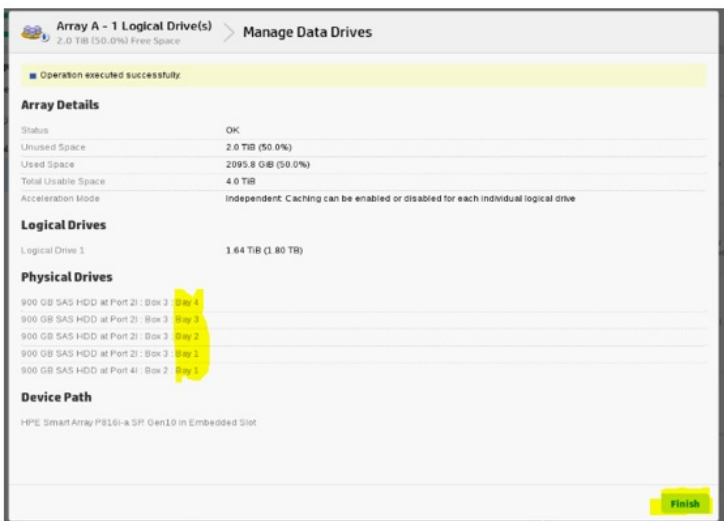 Array A - 1 Logical Drive(s)
2.0 TiB (50.0%) Free Space
Manage Data Drives
Operation executed successfully.
Array Details
Status OK
Unused Space 2.0 TiB (50.0%)
Used Space 2095.8 GiB (50.0%)
Total Usable Space 4.0 TiB
Acceleration Mode Independent: Caching can be enabled or disabled for each individual logical drive
Logical Drives
Logical Drive 1 1.64 TiB (1.80 TB)
Physical Drives
900 GB SAS HDD at Port 2I : Box 3 : Bay 4
900 GB SAS HDD at Port 2I : Box 3 : Bay 3
900 GB SAS HDD at Port 2I : Box 3 : Bay 2
900 GB SAS HDD at Port 2I : Box 3 : Bay 1
900 GB SAS HDD at Port 4I : Box 2 : Bay 1
Device Path
HPE Smart Array P816i-a SR Gen10 in Embedded Slot
Finish